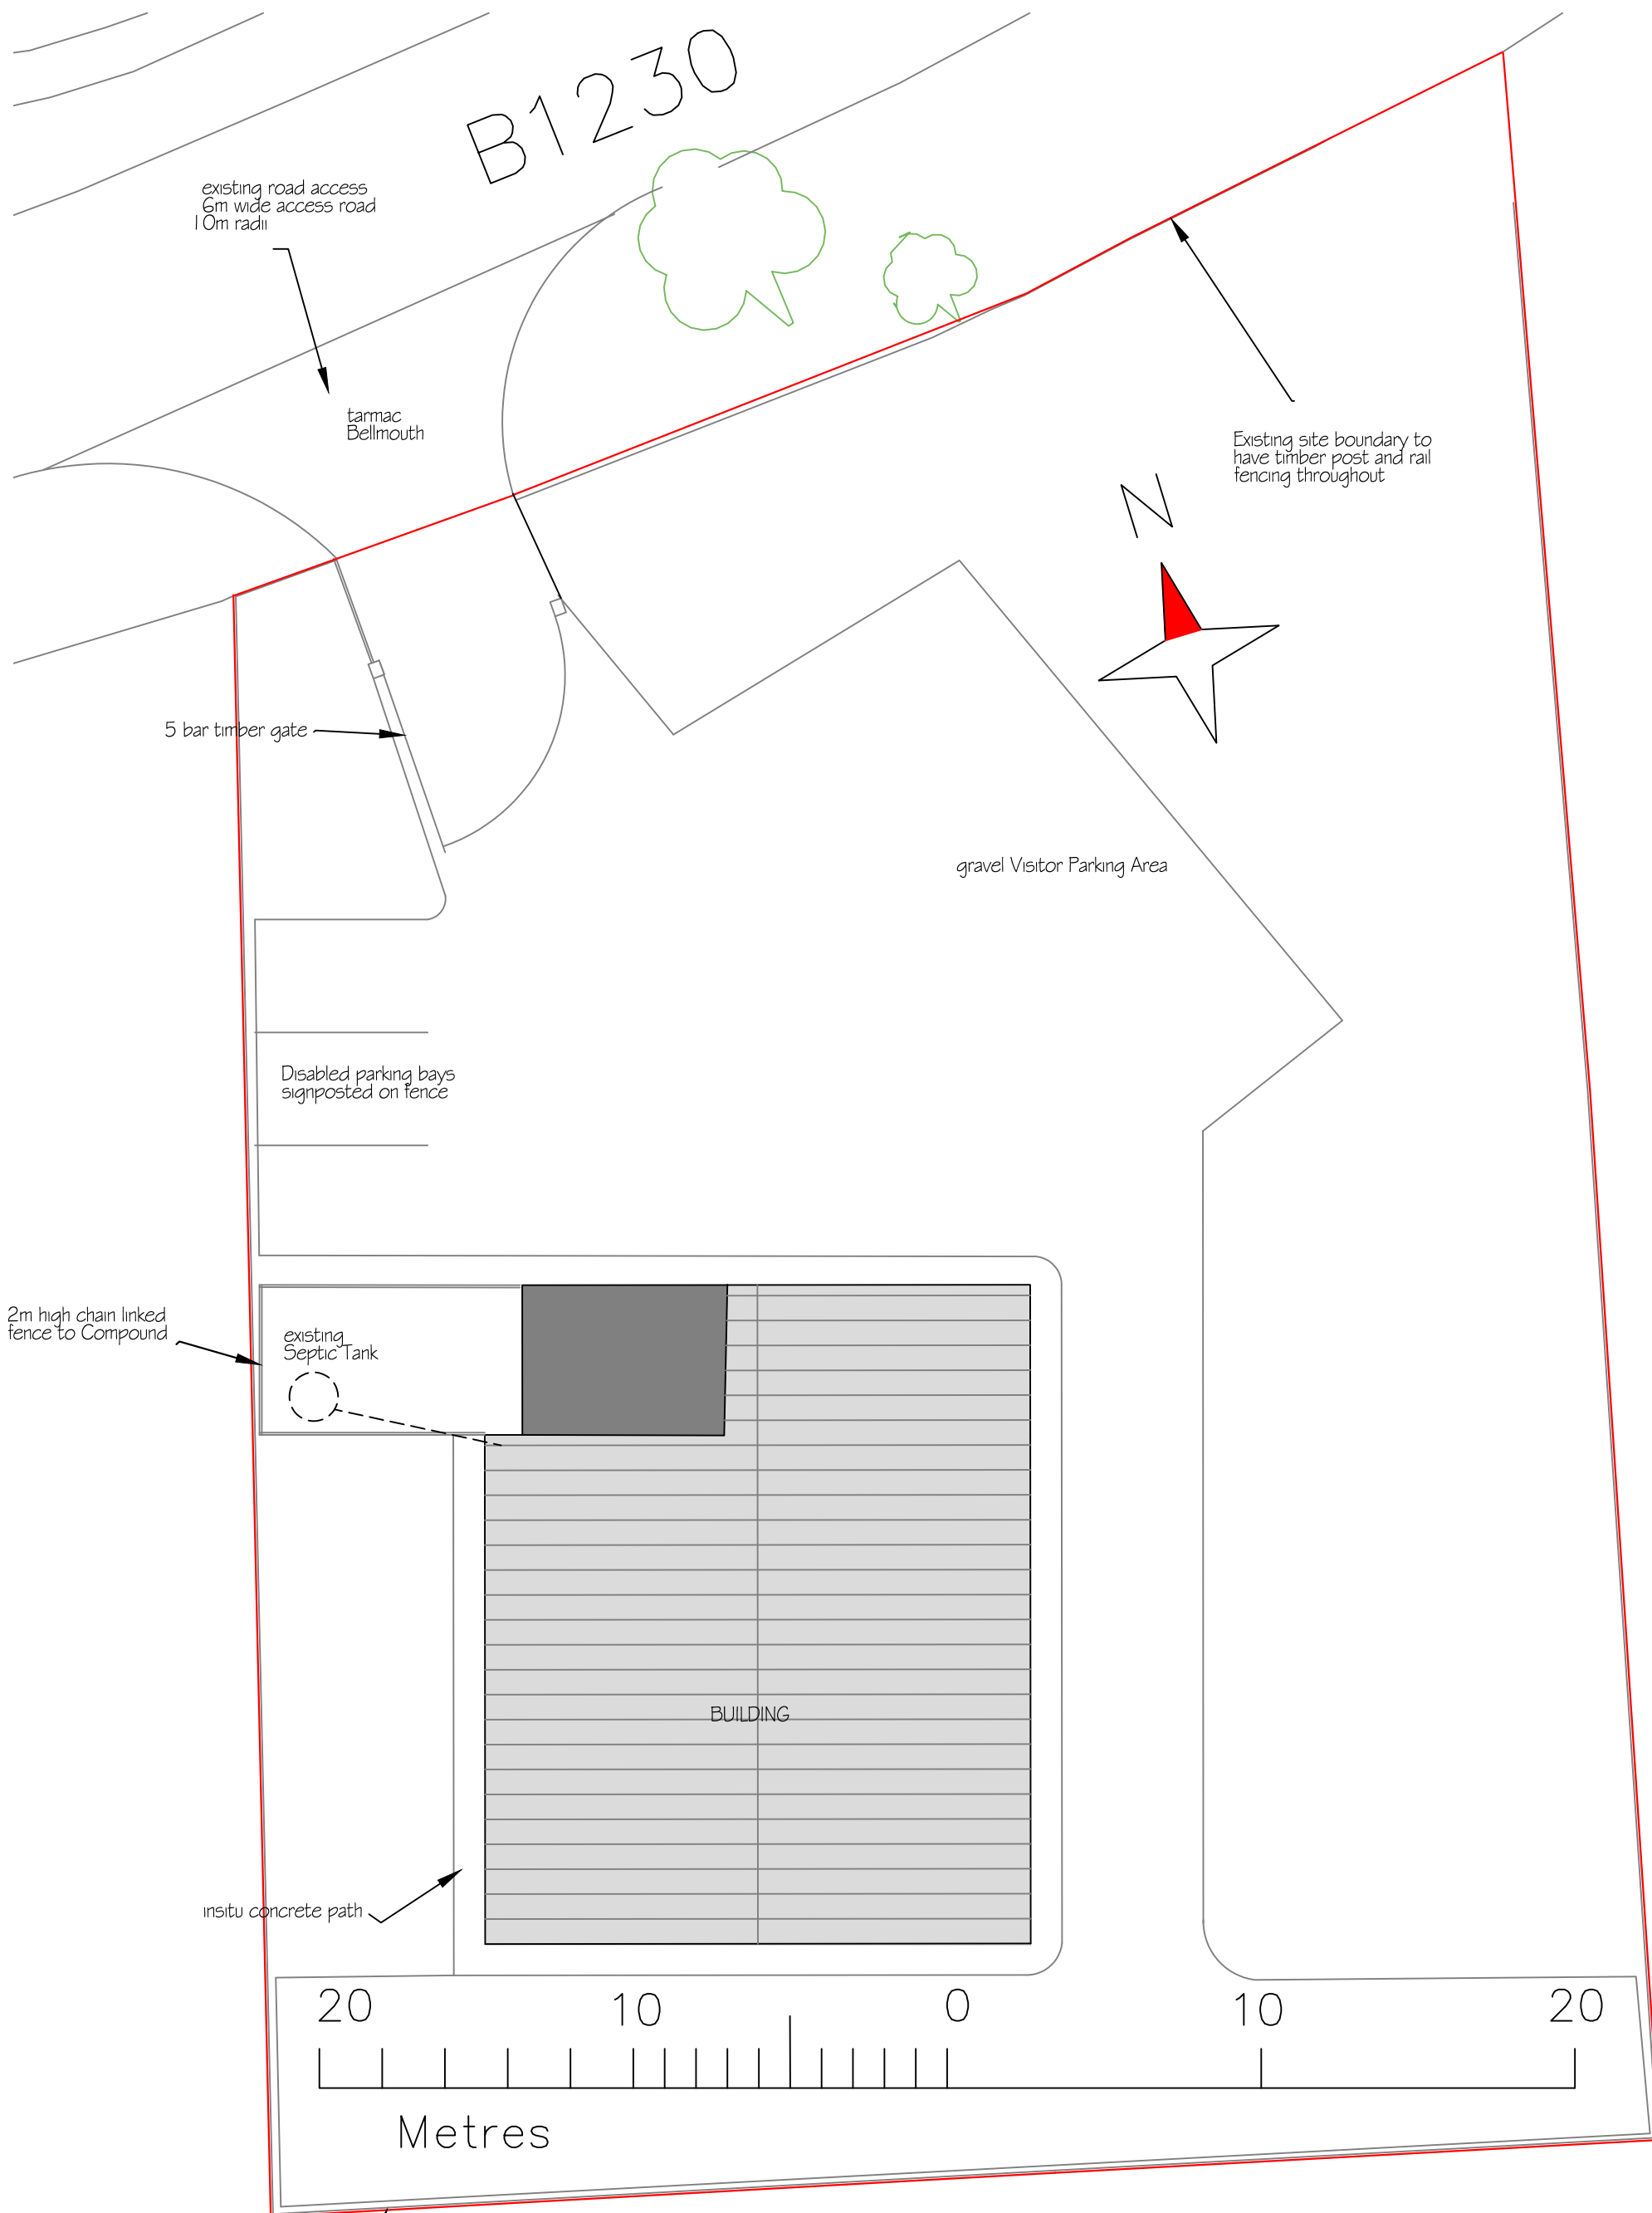 B1230
existing road access
6m wide access road
10m radii
tarmac
Bellmouth
Existing site boundary to
have timber post and rail
fencing throughout
N
5 bar timber gate
gravel Visitor Parking Area
Disabled parking bays
signposted on fence
2m high chain linked
fence to Compound
existing
Septic Tank
BUILDING
insitu concrete path
20 10 0 10 20
Metres